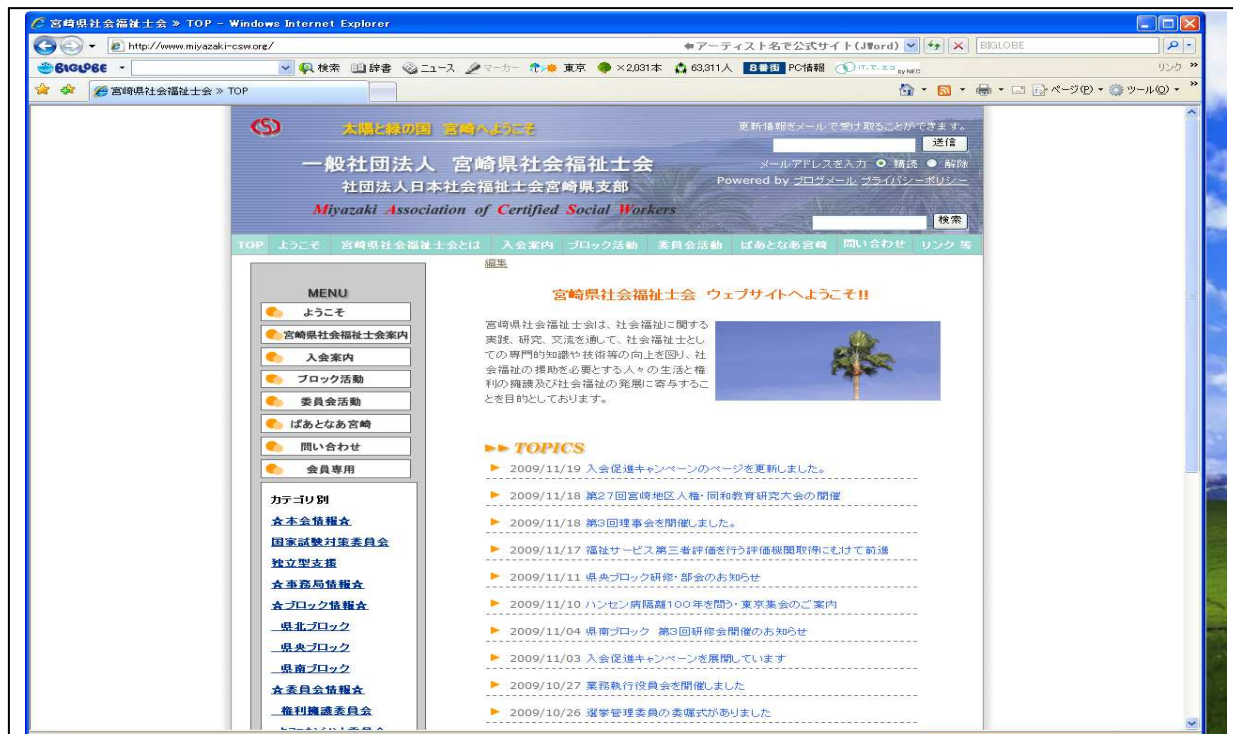 宮崎県社会福祉士会 » TOP - Windows Internet Explorer
http://www.miyazaki-csw.org/
アーティスト名で公式サイト(JWord)
BIGLOBE
BIGLOBE 検索 辞書 ニュース マーカー 東京 ×2,031本 63,311人 8番街 PC情報
リンク
宮崎県社会福祉士会 » TOP
ページ(P) ツール(O)
太陽と緑の国 宮崎へようこそ
更新情報をメールで受け取ることができます。
送信
一般社団法人 宮崎県社会福祉士会
メールアドレスを入力 購読 解除
社団法人日本社会福祉士会宮崎県支部
Powered by ブログメール プライバシーポリシー
Miyazaki Association of Certified Social Workers
検索
TOP ようこそ 宮崎県社会福祉士会とは 入会案内 ブロック活動 委員会活動 ぱあとなあ宮崎 問い合わせ リンク 等
編集
MENU
ようこそ
宮崎県社会福祉士会案内
入会案内
ブロック活動
委員会活動
ぱあとなあ宮崎
問い合わせ
会員専用
カテゴリ別
☆本会情報☆
国家試験対策委員会
独立型支援
☆事務局情報☆
☆ブロック情報☆
県北ブロック
県央ブロック
県南ブロック
☆委員会情報☆
権利擁護委員会
宮崎県社会福祉士会 ウェブサイトへようこそ!!
宮崎県社会福祉士会は、社会福祉に関する
実践、研究、交流を通して、社会福祉士とし
ての専門的知識や技術等の向上を図り、社
会福祉の援助を必要とする人々の生活と権
利の擁護及び社会福祉の発展に寄与するこ
とを目的としております。
TOPICS
2009/11/19 入会促進キャンペーンのページを更新しました。
2009/11/18 第27回宮崎地区人権・同和教育研究大会の開催
2009/11/18 第3回理事会を開催しました。
2009/11/17 福祉サービス第三者評価を行う評価機関取得にむけて前進
2009/11/11 県央ブロック研修・部会のお知らせ
2009/11/10 ハンセン病隔離100年を問う・東京集会のご案内
2009/11/04 県南ブロック 第3回研修会開催のお知らせ
2009/11/03 入会促進キャンペーンを展開しています
2009/10/27 業務執行役員会を開催しました
2009/10/26 選挙管理委員の委嘱式がありました